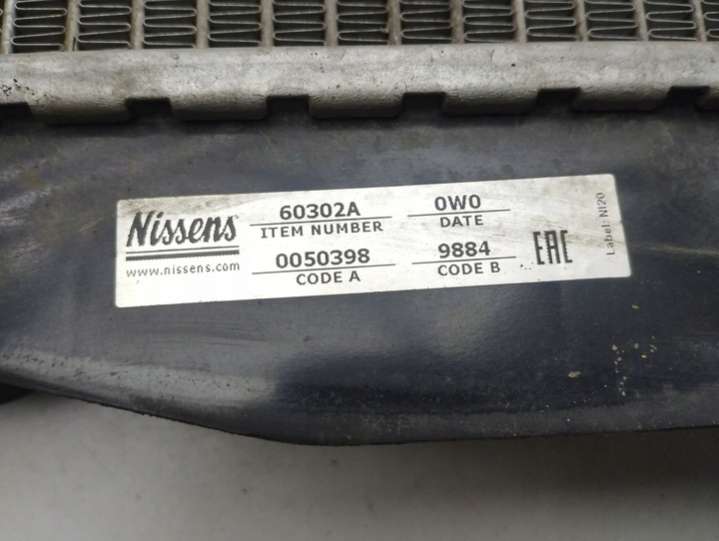 Nissens
www.nissens.com
60302A
ITEM NUMBER
0W0
DATE
0050398
CODE A
9884
CODE B
EAC
Label: NI20